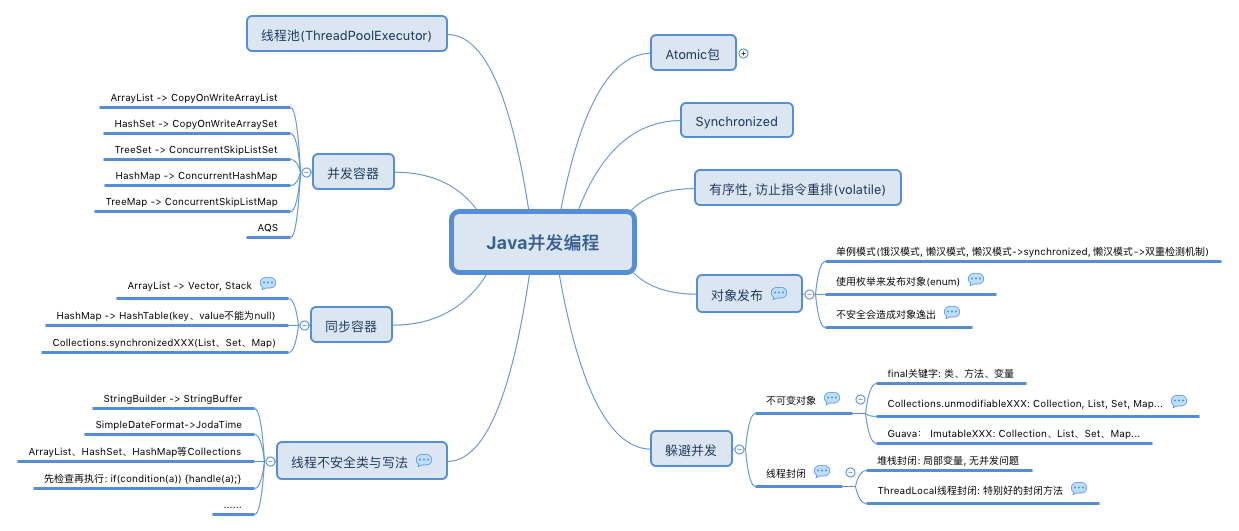 Java并发编程
线程池(ThreadPoolExecutor)
并发容器
ArrayList -> CopyOnWriteArrayList
HashSet -> CopyOnWriteArraySet
TreeSet -> ConcurrentSkipListSet
HashMap -> ConcurrentHashMap
TreeMap -> ConcurrentSkipListMap
AQS
同步容器
ArrayList -> Vector, Stack
HashMap -> HashTable(key、value不能为null)
Collections.synchronizedXXX(List、Set、Map)
线程不安全类与写法
StringBuilder -> StringBuffer
SimpleDateFormat->JodaTime
ArrayList、HashSet、HashMap等Collections
先检查再执行: if(condition(a)) {handle(a);}
……
Atomic包
Synchronized
有序性, 访止指令重排(volatile)
对象发布
单例模式(饿汉模式, 懒汉模式, 懒汉模式->synchronized, 懒汉模式->双重检测机制)
使用枚举来发布对象(enum)
不安全会造成对象逸出
躲避并发
不可变对象
final关键字: 类、方法、变量
Collections.unmodifiableXXX: Collection, List, Set, Map...
Guava： ImutableXXX: Collection、List、Set、Map...
线程封闭
堆栈封闭: 局部变量, 无并发问题
ThreadLocal线程封闭: 特别好的封闭方法